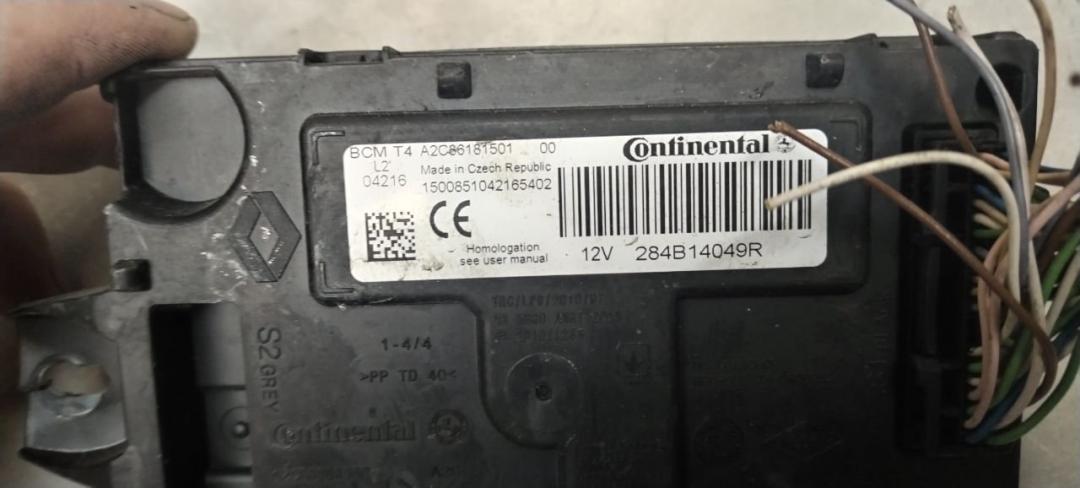 BCM T4 A2C86181501 00
Continental
L2
Made in Czech Republic
04216
1500851042165402
CE
Homologation
see user manual
12V 284B14049R
1-4/4
>PP TD 40<
S2 GREY
Continental